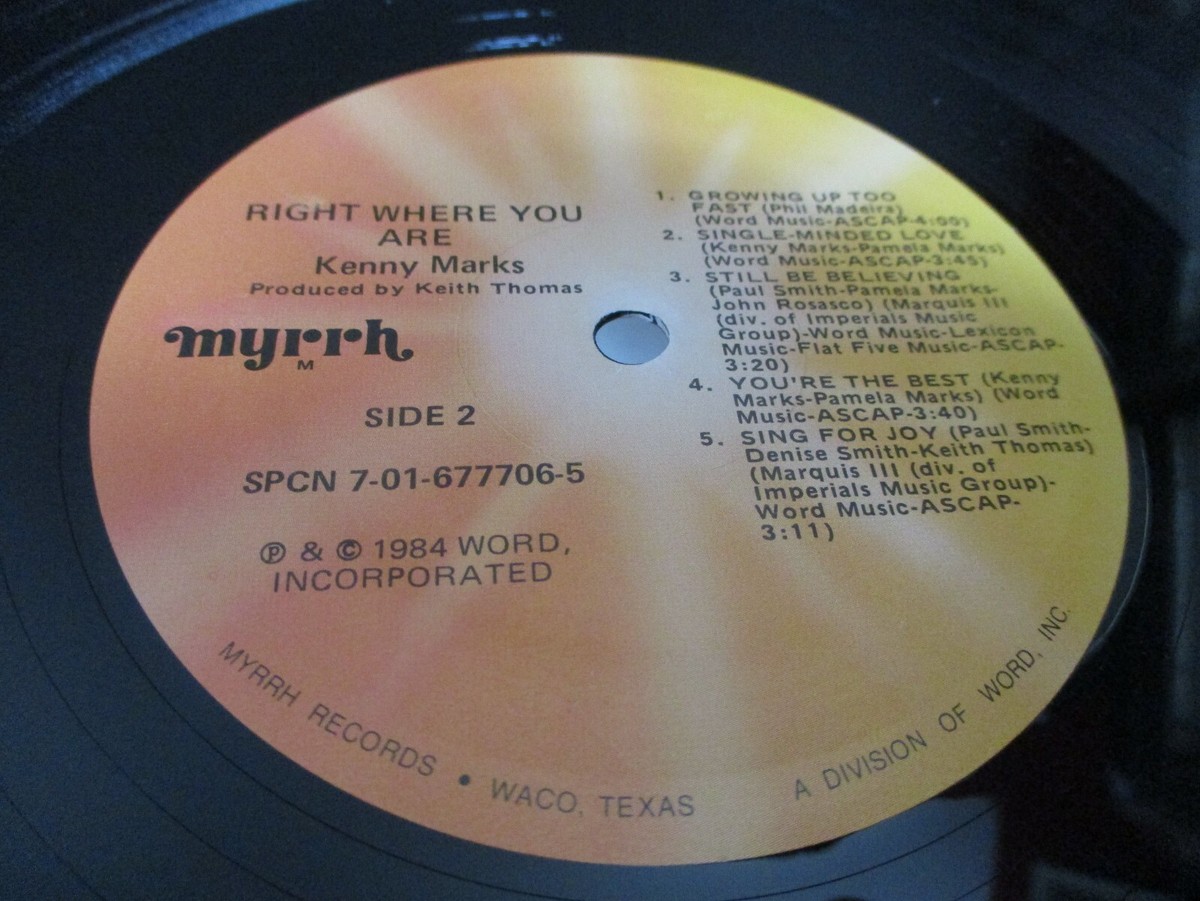 RIGHT WHERE YOU
ARE
Kenny Marks
Produced by Keith Thomas
myrrh
M
SIDE 2
SPCN 7-01-677706-5
℗ & © 1984 WORD,
INCORPORATED
1. GROWING UP TOO
FAST (Phil Madeira)
(Word Music-ASCAP-4:00)
2. SINGLE-MINDED LOVE
(Kenny Marks-Pamela Marks)
(Word Music-ASCAP-3:45)
3. STILL BE BELIEVING
(Paul Smith-Pamela Marks-
John Rosasco) (Marquis III
(div. of Imperials Music
Group)-Word Music-Lexicon
Music-Flat Five Music-ASCAP-
3:20)
4. YOU'RE THE BEST (Kenny
Marks-Pamela Marks) (Word
Music-ASCAP-3:40)
5. SING FOR JOY (Paul Smith-
Denise Smith-Keith Thomas)
(Marquis III (div. of
Imperials Music Group)-
Word Music-ASCAP-
3:11)
MYRRH RECORDS • WACO, TEXAS A DIVISION OF WORD, INC.